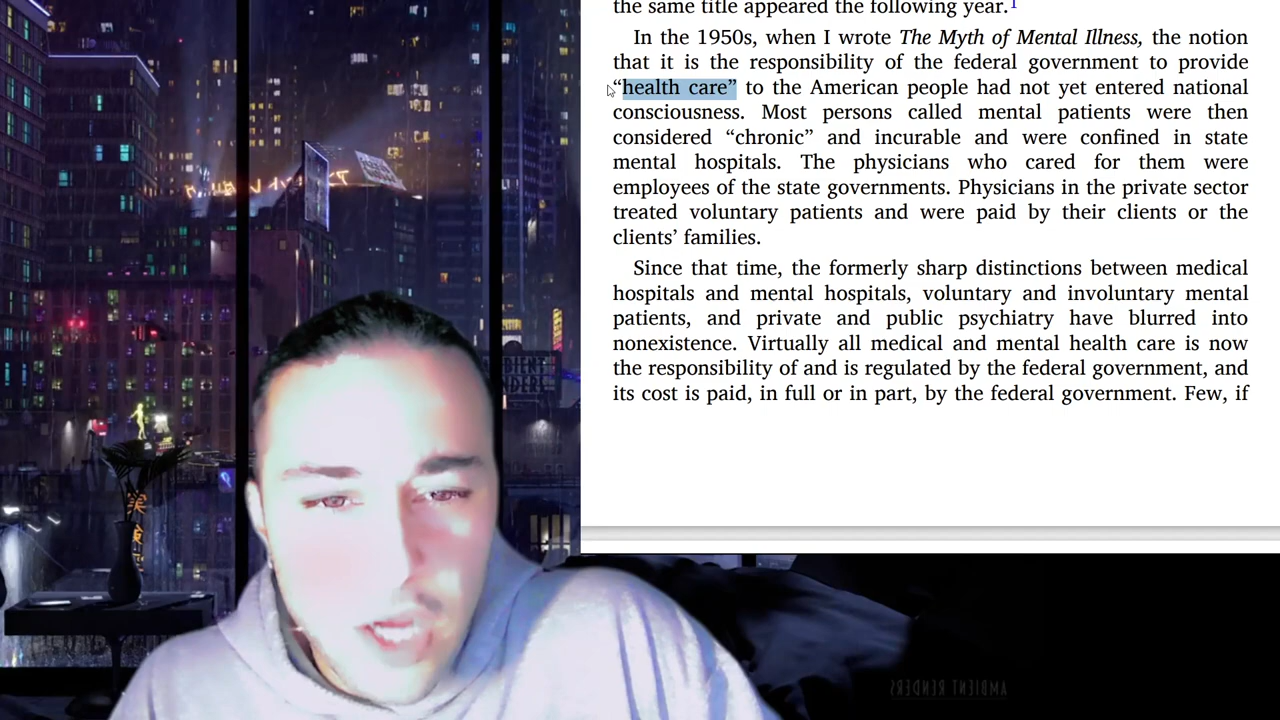 the same title appeared the following year.1
In the 1950s, when I wrote The Myth of Mental Illness, the notion
that it is the responsibility of the federal government to provide
“health care” to the American people had not yet entered national
consciousness. Most persons called mental patients were then
considered “chronic” and incurable and were confined in state
mental hospitals. The physicians who cared for them were
employees of the state governments. Physicians in the private sector
treated voluntary patients and were paid by their clients or the
clients’ families.
Since that time, the formerly sharp distinctions between medical
hospitals and mental hospitals, voluntary and involuntary mental
patients, and private and public psychiatry have blurred into
nonexistence. Virtually all medical and mental health care is now
the responsibility of and is regulated by the federal government, and
its cost is paid, in full or in part, by the federal government. Few, if
AMBIENT RENDERS